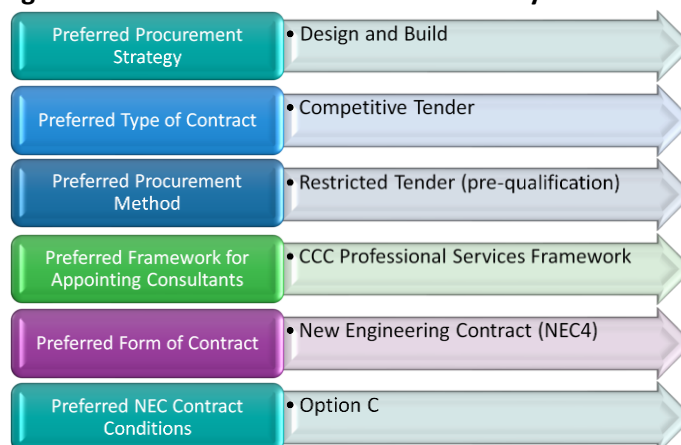 Preferred Procurement
Strategy
• Design and Build
Preferred Type of Contract
• Competitive Tender
Preferred Procurement
Method
• Restricted Tender (pre-qualification)
Preferred Framework for
Appointing Consultants
• CCC Professional Services Framework
Preferred Form of Contract
• New Engineering Contract (NEC4)
Preferred NEC Contract
Conditions
• Option C